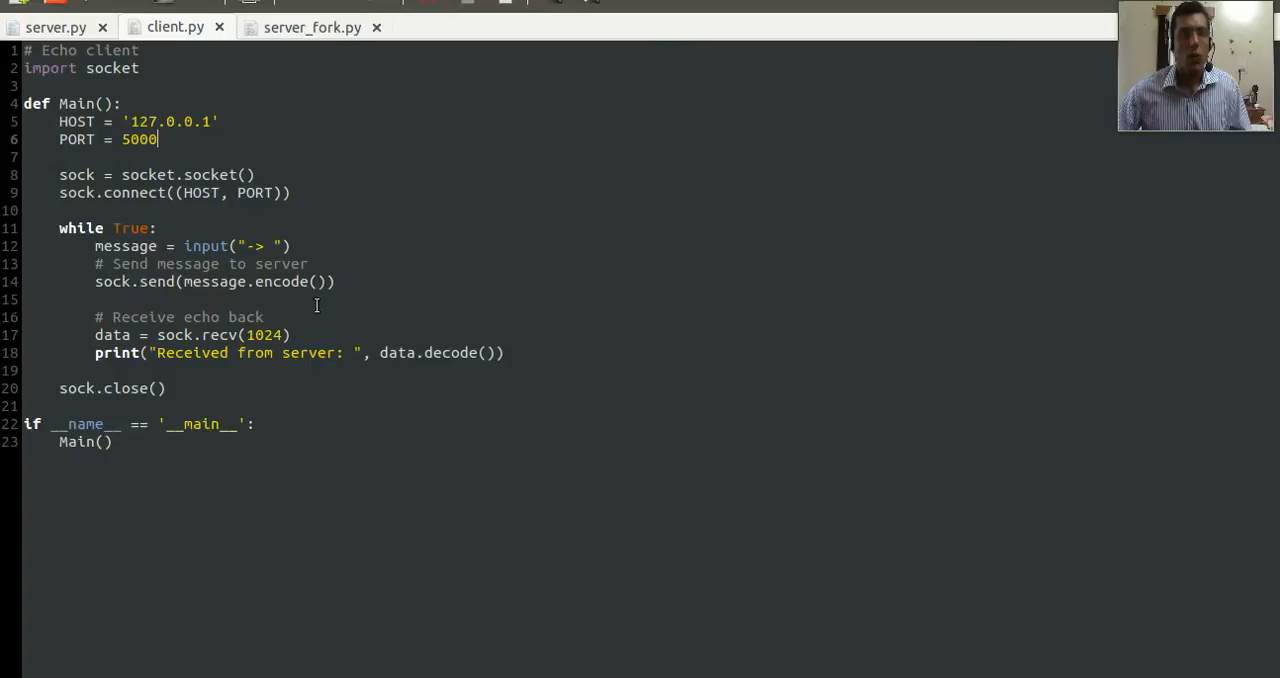 server.py client.py server_fork.py
1 # Echo client
2 import socket
3
4 def Main():
5     HOST = '127.0.0.1'
6     PORT = 5000
7
8     sock = socket.socket()
9     sock.connect((HOST, PORT))
10
11     while True:
12         message = input("-> ")
13         # Send message to server
14         sock.send(message.encode())
15
16         # Receive echo back
17         data = sock.recv(1024)
18         print("Received from server: ", data.decode())
19
20     sock.close()
21
22 if __name__ == '__main__':
23     Main()